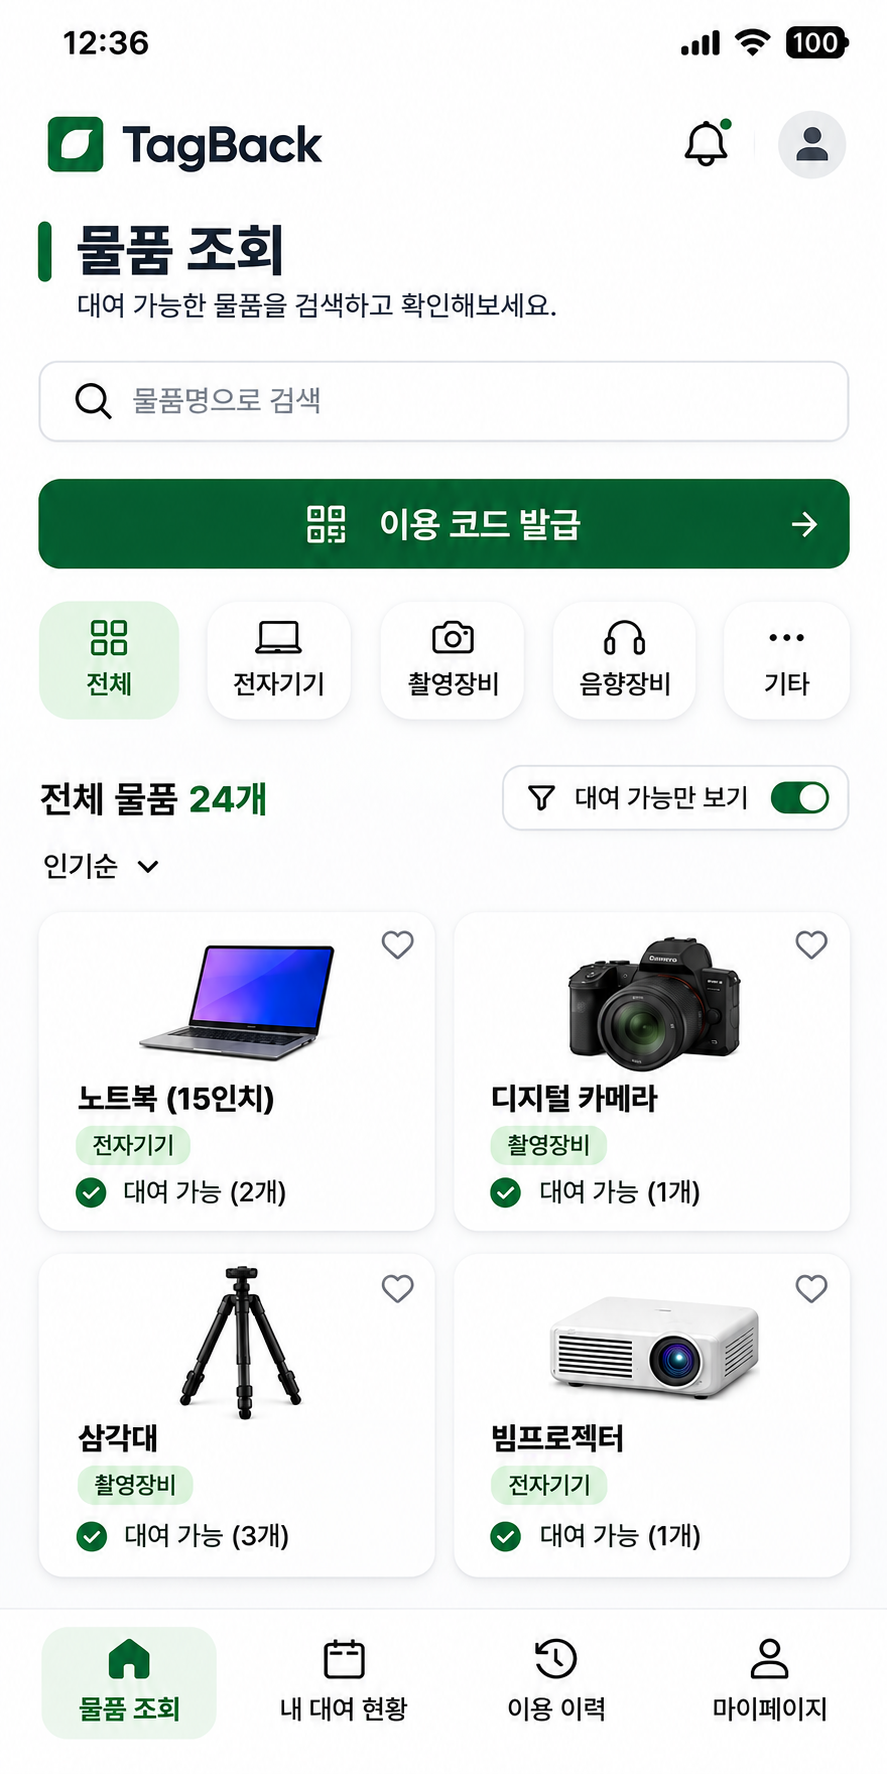 12:36
100
TagBack
물품 조회
대여 가능한 물품을 검색하고 확인해보세요.
물품명으로 검색
이용 코드 발급
전체
전자기기
촬영장비
음향장비
기타
전체 물품 24개
대여 가능만 보기
인기순
Camera
노트북 (15인치)
디지털 카메라
전자기기
촬영장비
대여 가능 (2개)
대여 가능 (1개)
삼각대
빔프로젝터
촬영장비
전자기기
대여 가능 (3개)
대여 가능 (1개)
물품 조회
내 대여 현황
이용 이력
마이페이지